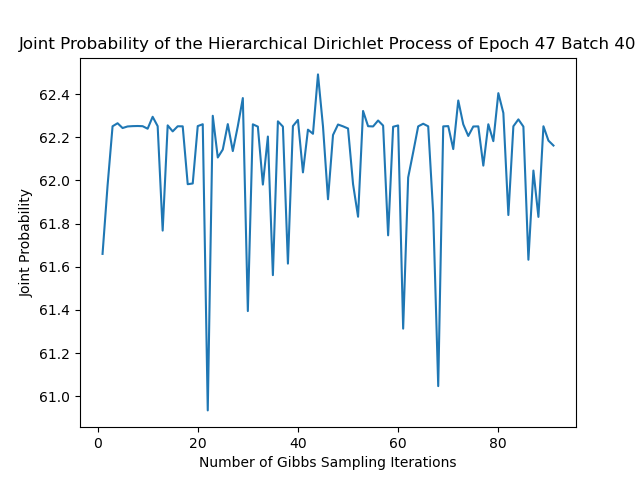 Joint Probability of the Hierarchical Dirichlet Process of Epoch 47 Batch 40
62.4
62.2
62.0
61.8
61.6
61.4
61.2
61.0
Joint Probability
0 20 40 60 80
Number of Gibbs Sampling Iterations